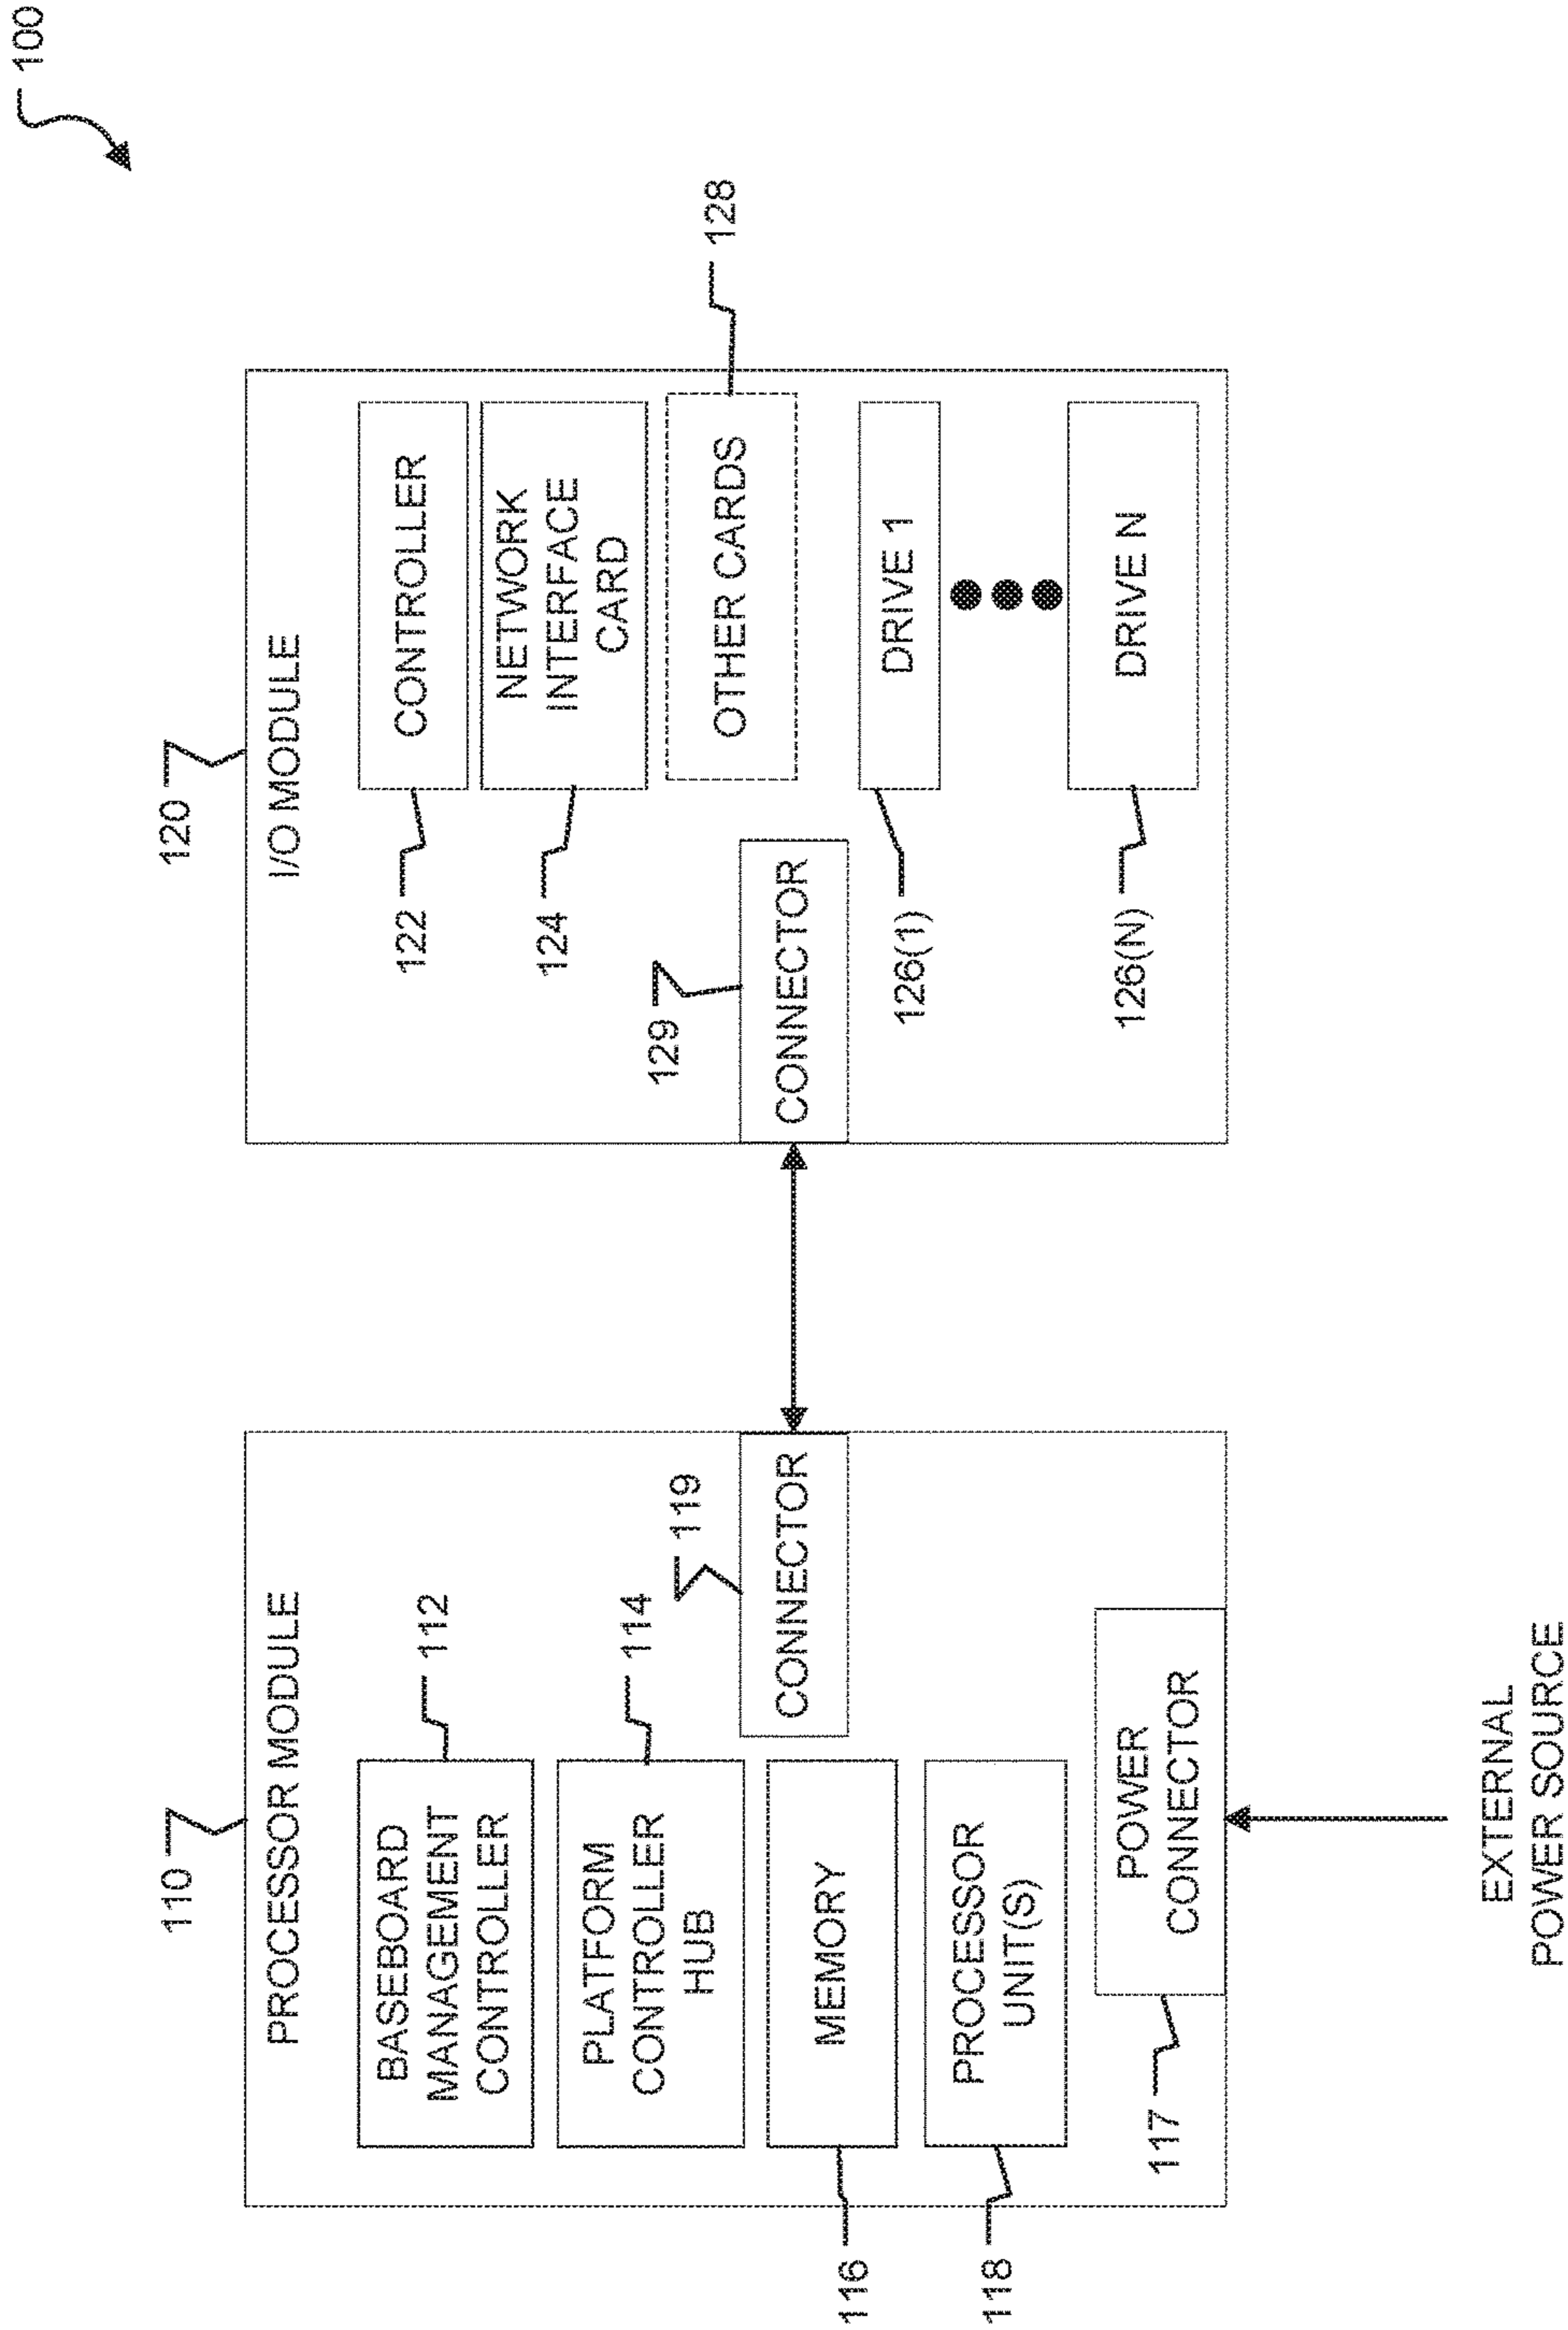 100
110
PROCESSOR MODULE
BASEBOARD
MANAGEMENT
CONTROLLER
112
PLATFORM
CONTROLLER
HUB
114
MEMORY
116
PROCESSOR
UNIT(S)
118
119
CONNECTOR
POWER
CONNECTOR
117
EXTERNAL
POWER SOURCE
120
I/O MODULE
CONTROLLER
122
NETWORK
INTERFACE
CARD
124
OTHER CARDS
128
129
CONNECTOR
DRIVE 1
126(1)
DRIVE N
126(N)